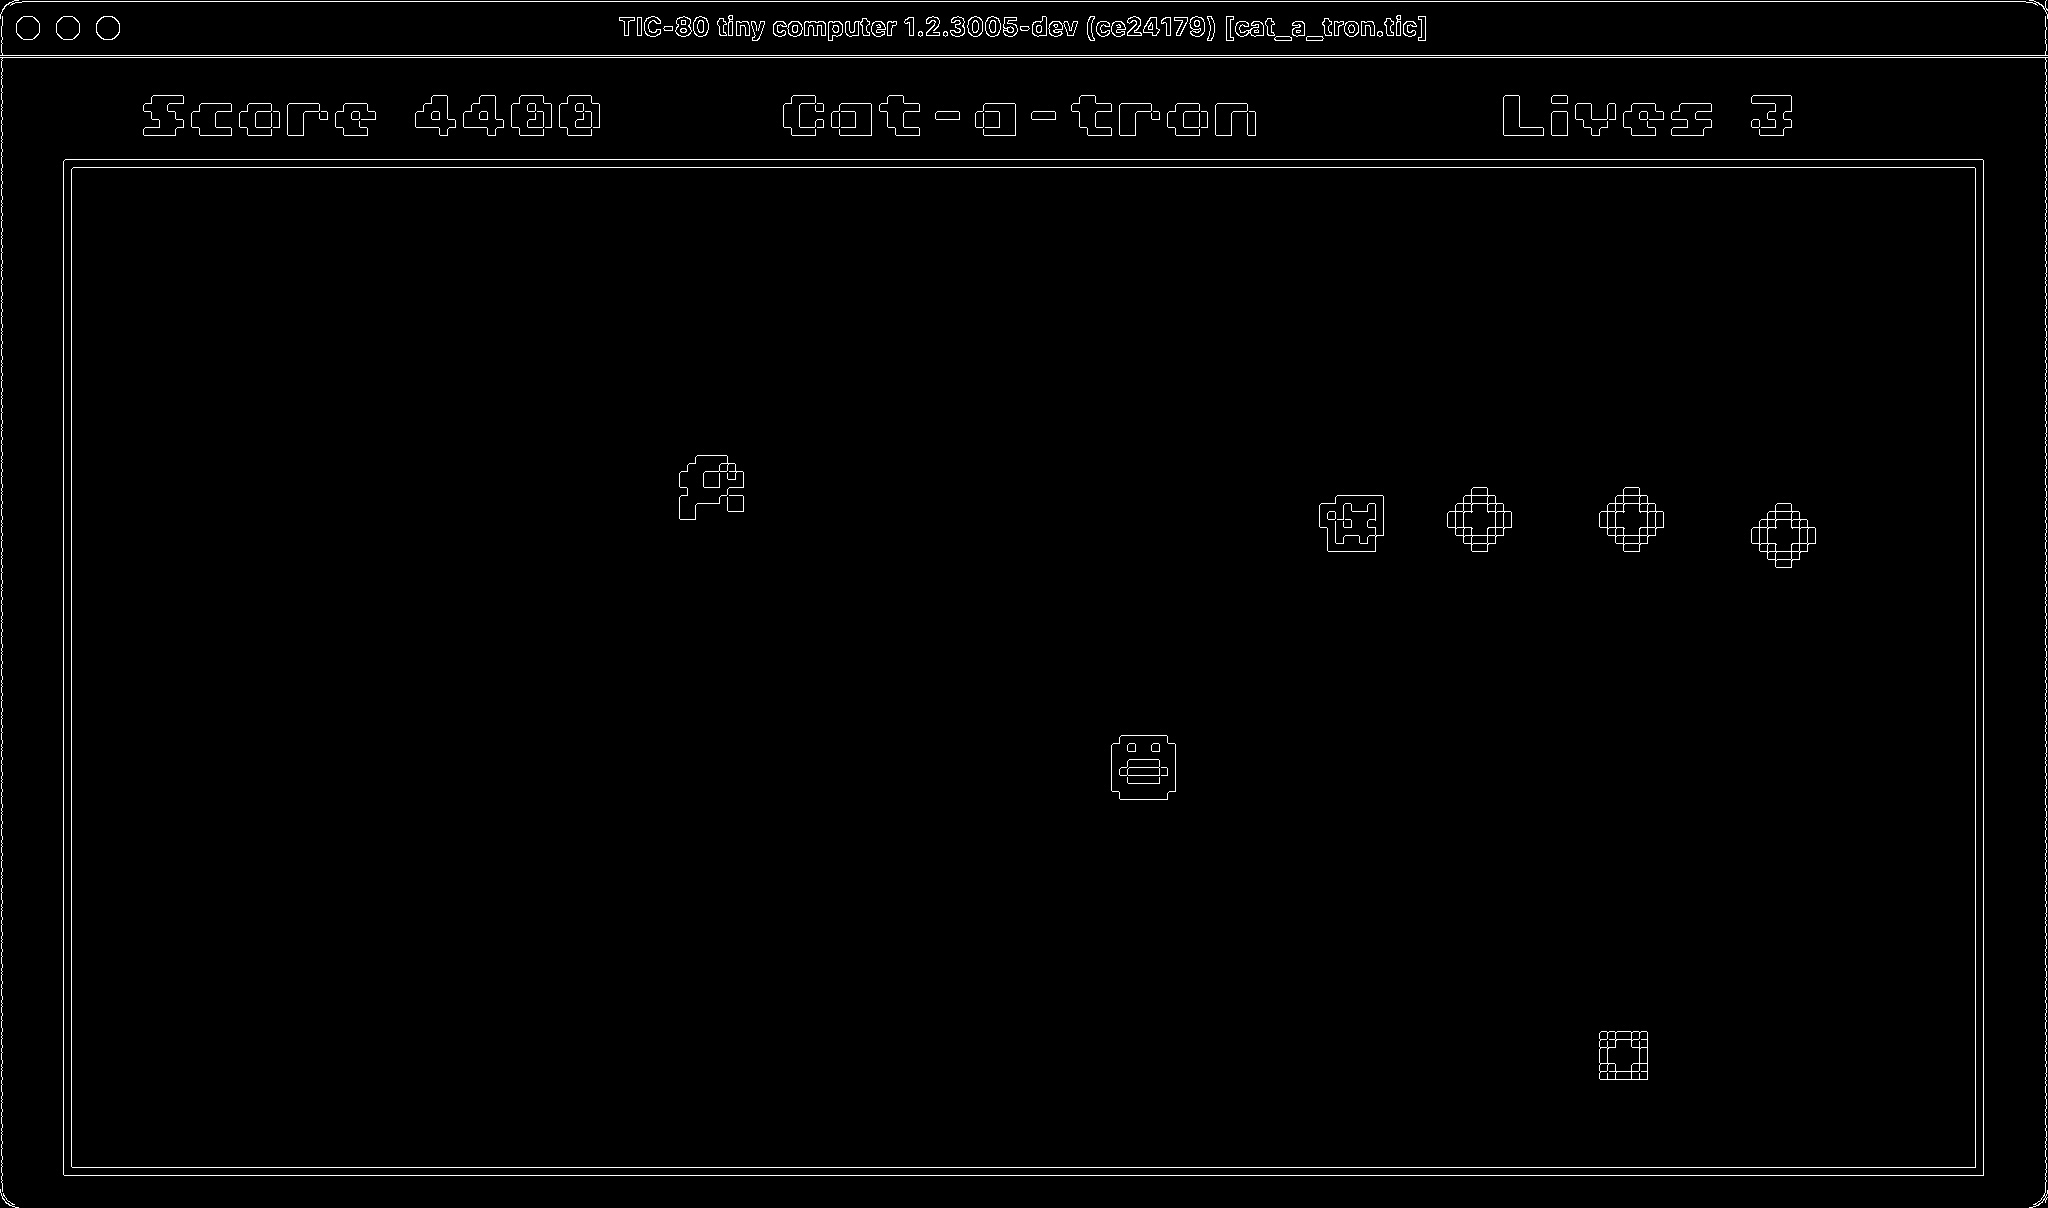 TIC-80 tiny computer 1.2.3005-dev (ce24179) [cat_a_tron.tic]
Score 4400 Cat-a-tron Lives 3